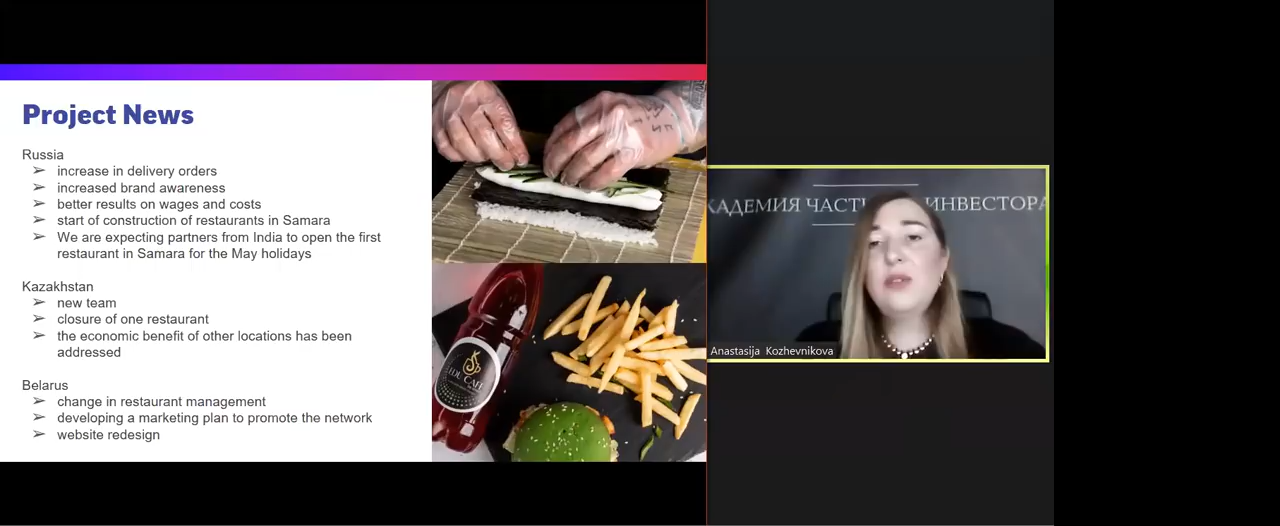 Project News
Russia
➢ increase in delivery orders
➢ increased brand awareness
➢ better results on wages and costs
➢ start of construction of restaurants in Samara
➢ We are expecting partners from India to open the first
restaurant in Samara for the May holidays
Kazakhstan
➢ new team
➢ closure of one restaurant
➢ the economic benefit of other locations has been
addressed
Belarus
➢ change in restaurant management
➢ developing a marketing plan to promote the network
➢ website redesign
КАДЕМИЯ ЧАСТ ИНВЕСТОРА
Anastasija Kozhevnikova